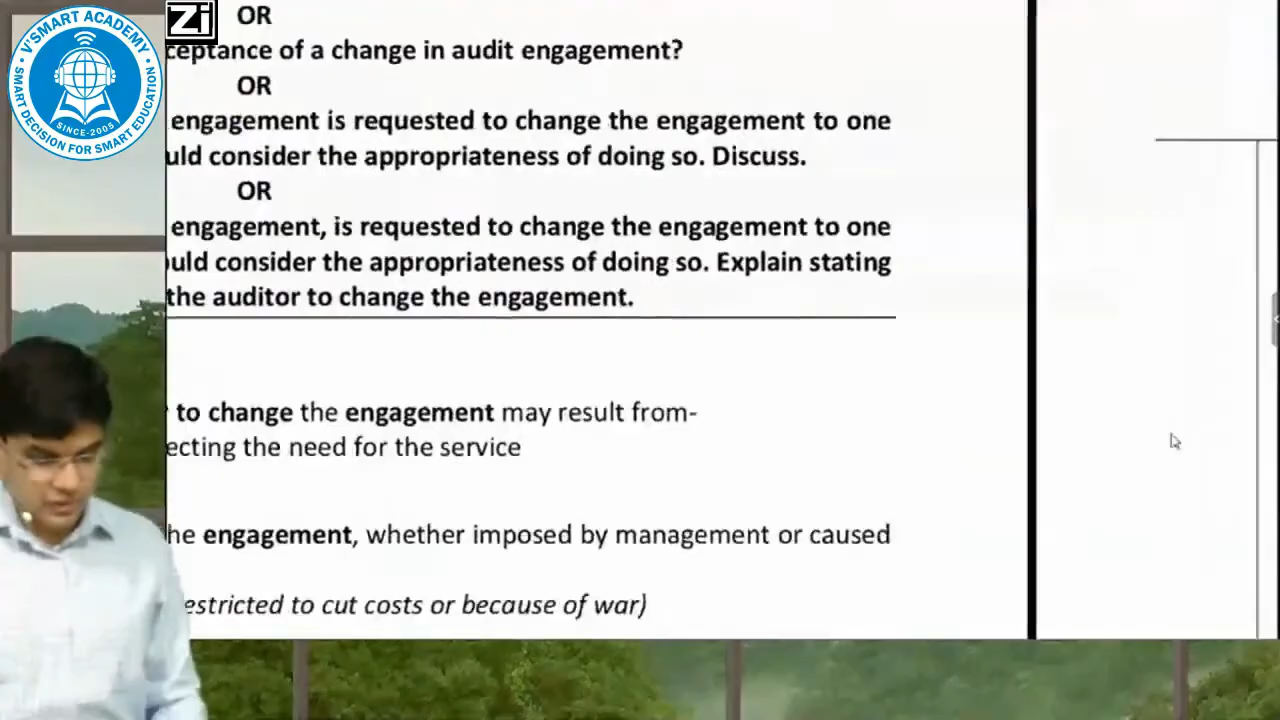 V'SMART ACADEMY
SINCE-2005
SMART DECISION FOR SMART EDUCATION
Zi
OR
ceptance of a change in audit engagement?
OR
engagement is requested to change the engagement to one
uld consider the appropriateness of doing so. Discuss.
OR
engagement, is requested to change the engagement to one
uld consider the appropriateness of doing so. Explain stating
the auditor to change the engagement.
to change the engagement may result from-
ecting the need for the service
he engagement, whether imposed by management or caused
estricted to cut costs or because of war)